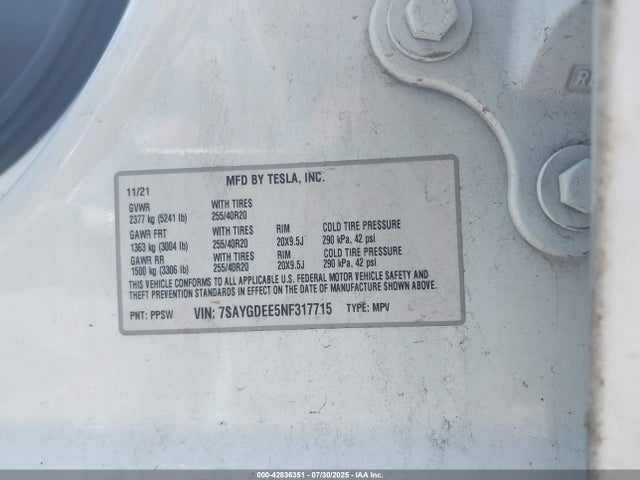 MFD BY TESLA, INC.
11/21
GVWR WITH TIRES
2377 kg (5241 lb) 255/40R20
GAWR FRT WITH TIRES RIM COLD TIRE PRESSURE
1363 kg (3004 lb) 255/40R20 20X9.5J 290 kPa, 42 psi
GAWR RR WITH TIRES RIM COLD TIRE PRESSURE
1500 kg (3306 lb) 255/40R20 20X9.5J 290 kPa, 42 psi
THIS VEHICLE CONFORMS TO ALL APPLICABLE U.S. FEDERAL MOTOR VEHICLE SAFETY AND
THEFT PREVENTION STANDARDS IN EFFECT ON THE DATE OF MANUFACTURE SHOWN ABOVE.
PNT: PPSW VIN: 7SAYGDEE5NF317715 TYPE: MPV
000-42836351 | 07/30/2025 | IAA Inc.